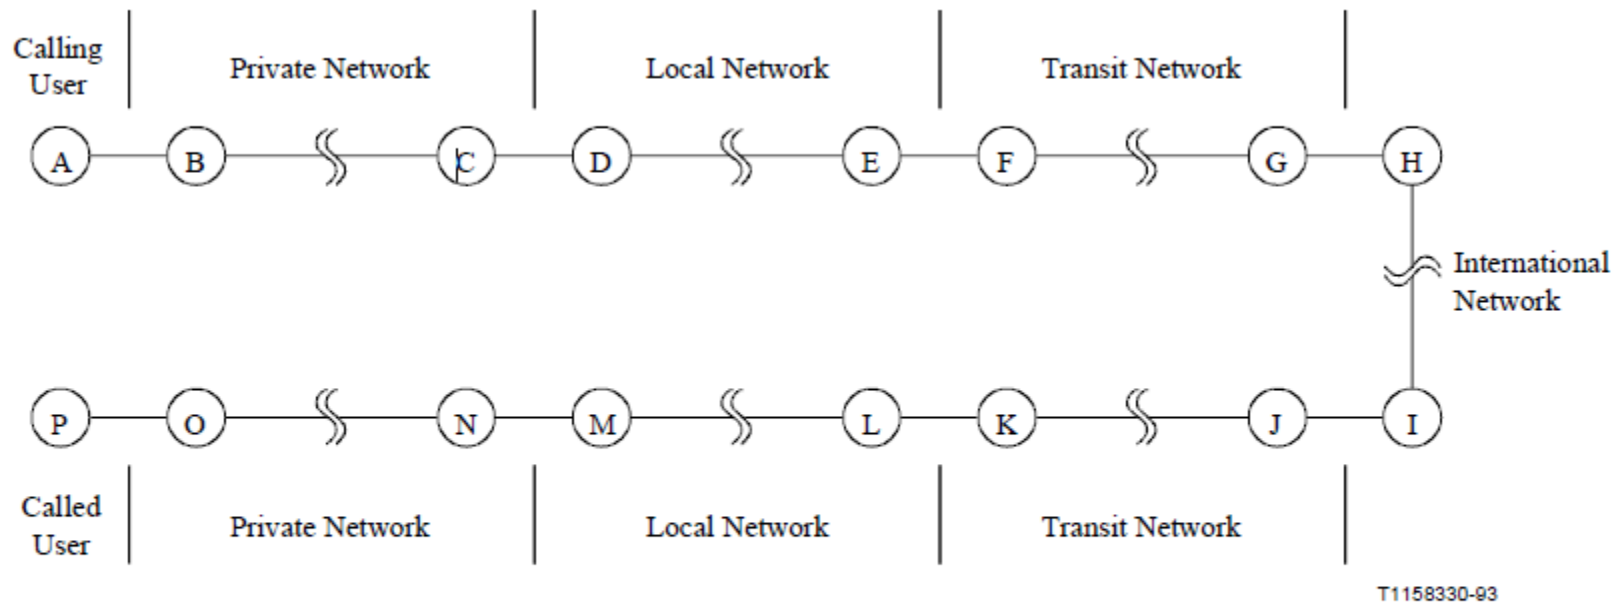 Calling
User
Private Network
Local Network
Transit Network
A
B
C
D
E
F
G
H
International
Network
P
O
N
M
L
K
J
I
Called
User
Private Network
Local Network
Transit Network
T1158330-93